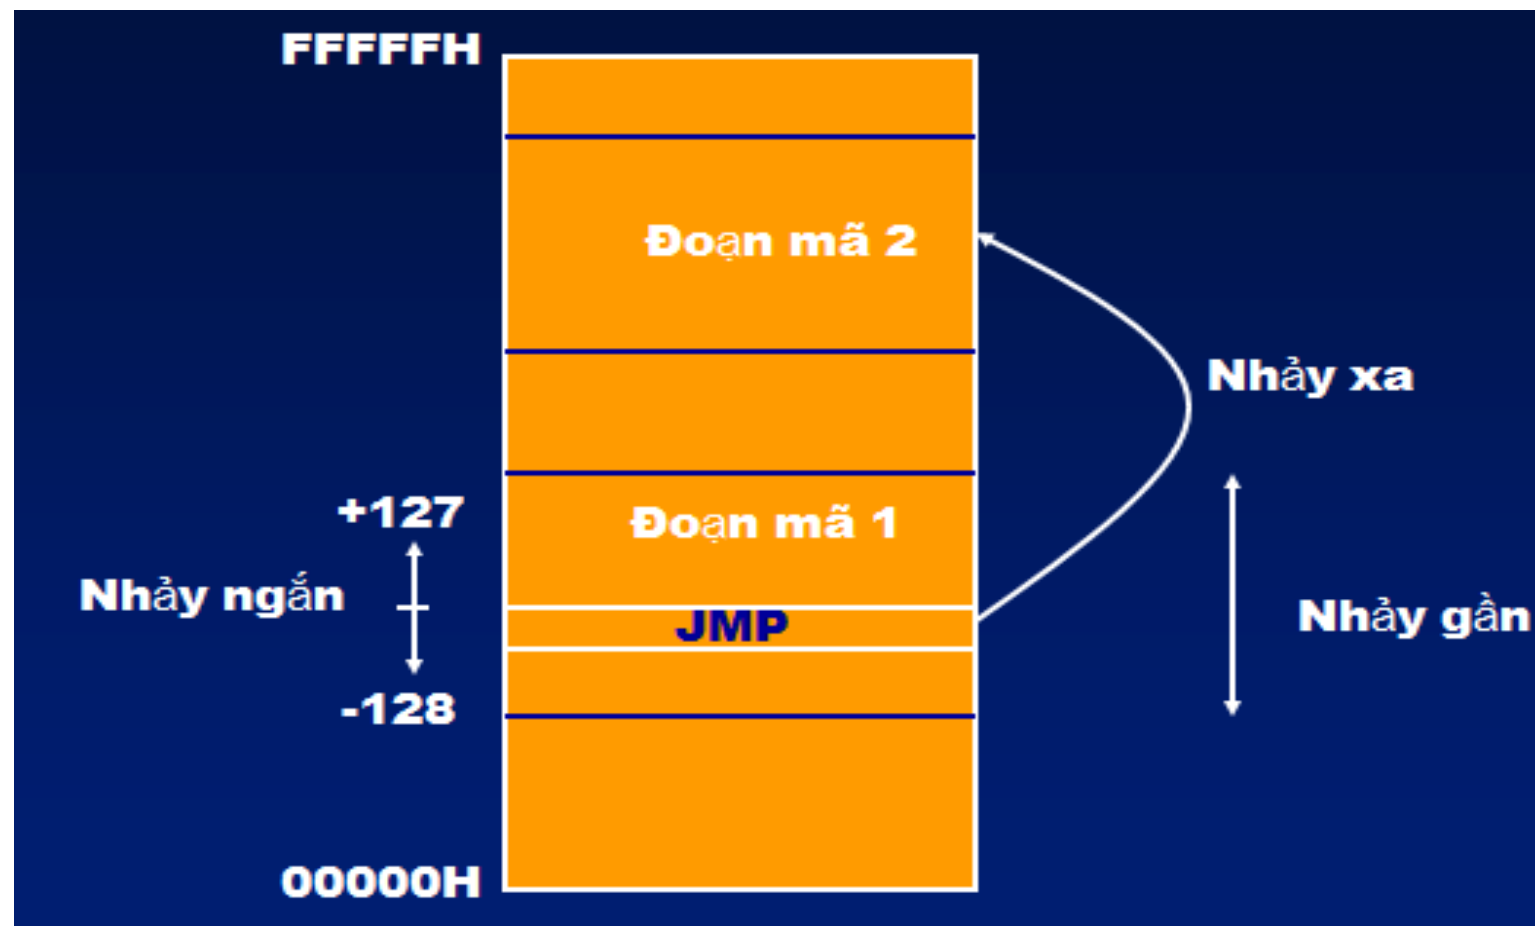 FFFFFH
Đoạn mã 2
Nhảy xa
+127
Đoạn mã 1
Nhảy ngắn
JMP
Nhảy gần
-128
00000H